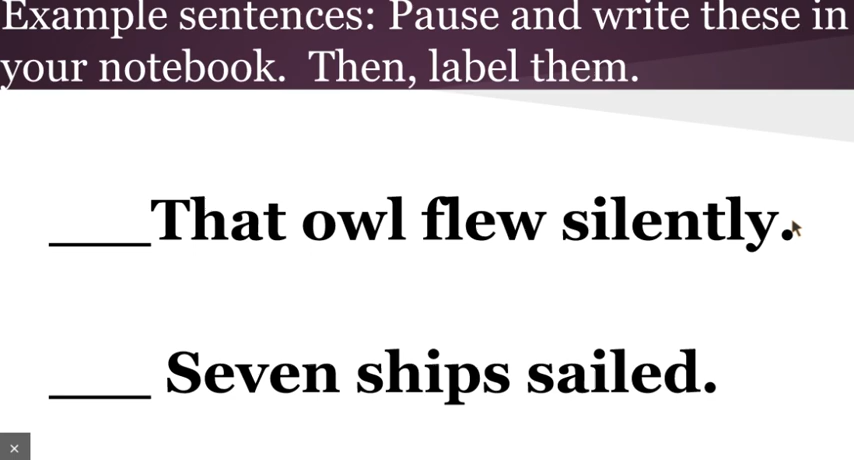 Example sentences: Pause and write these in
your notebook.  Then, label them.
____That owl flew silently.
____ Seven ships sailed.